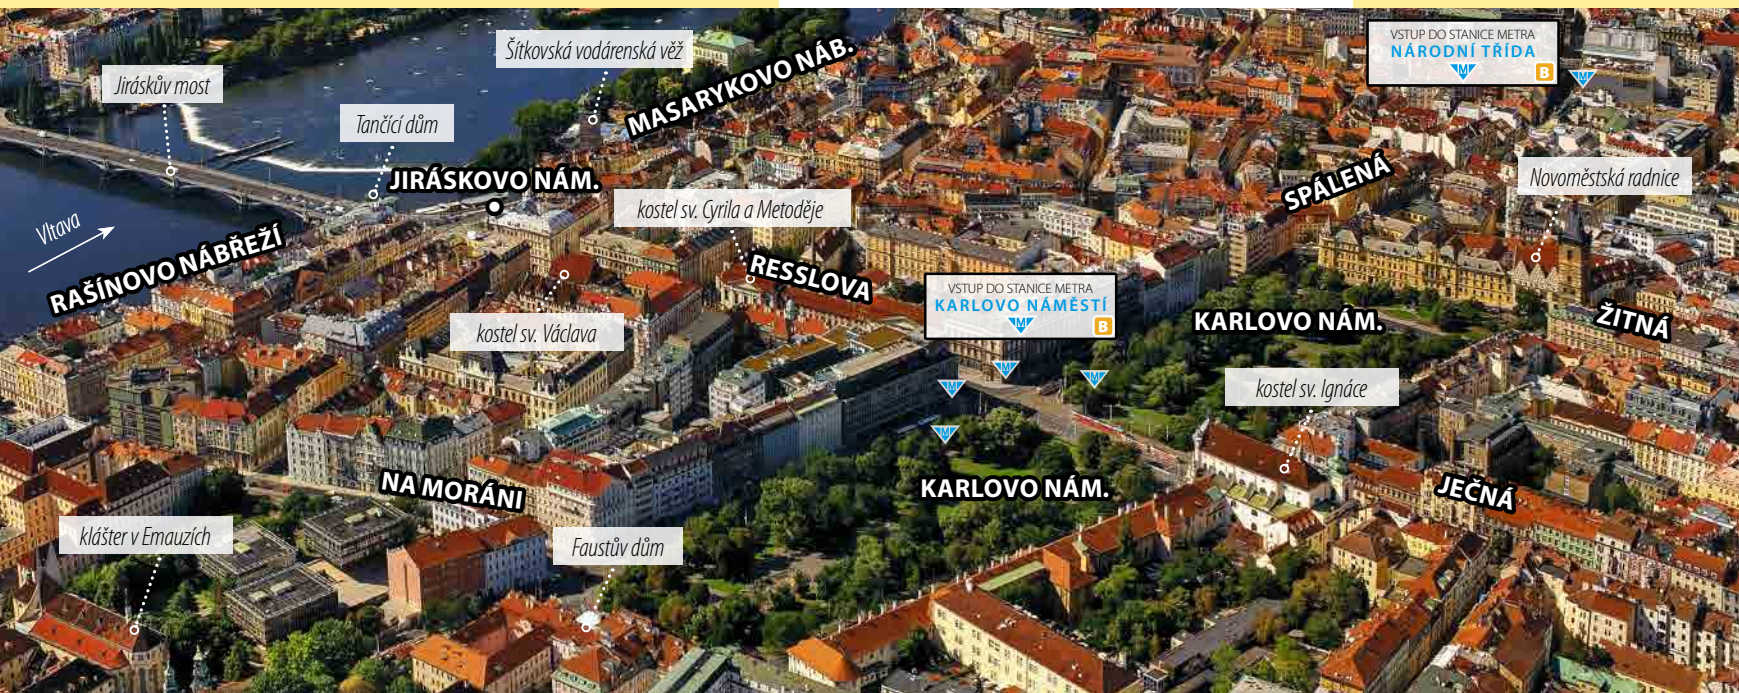 Jiráskův most
Šítkovská vodárenská věž
MASARYKOVO NÁB.
VSTUP DO STANICE METRA
NÁRODNÍ TŘÍDA
M
B
M
Tančící dům
JIRÁSKOVO NÁM.
kostel sv. Cyrila a Metoděje
SPÁLENÁ
Novoměstská radnice
Vltava
RAŠÍNOVO NÁBŘEŽÍ
RESSLOVA
VSTUP DO STANICE METRA
KARLOVO NÁMĚSTÍ
M
B
kostel sv. Václava
KARLOVO NÁM.
ŽITNÁ
M
M
M
M
kostel sv. Ignáce
NA MORÁNI
KARLOVO NÁM.
JEČNÁ
klášter v Emauzích
Faustův dům